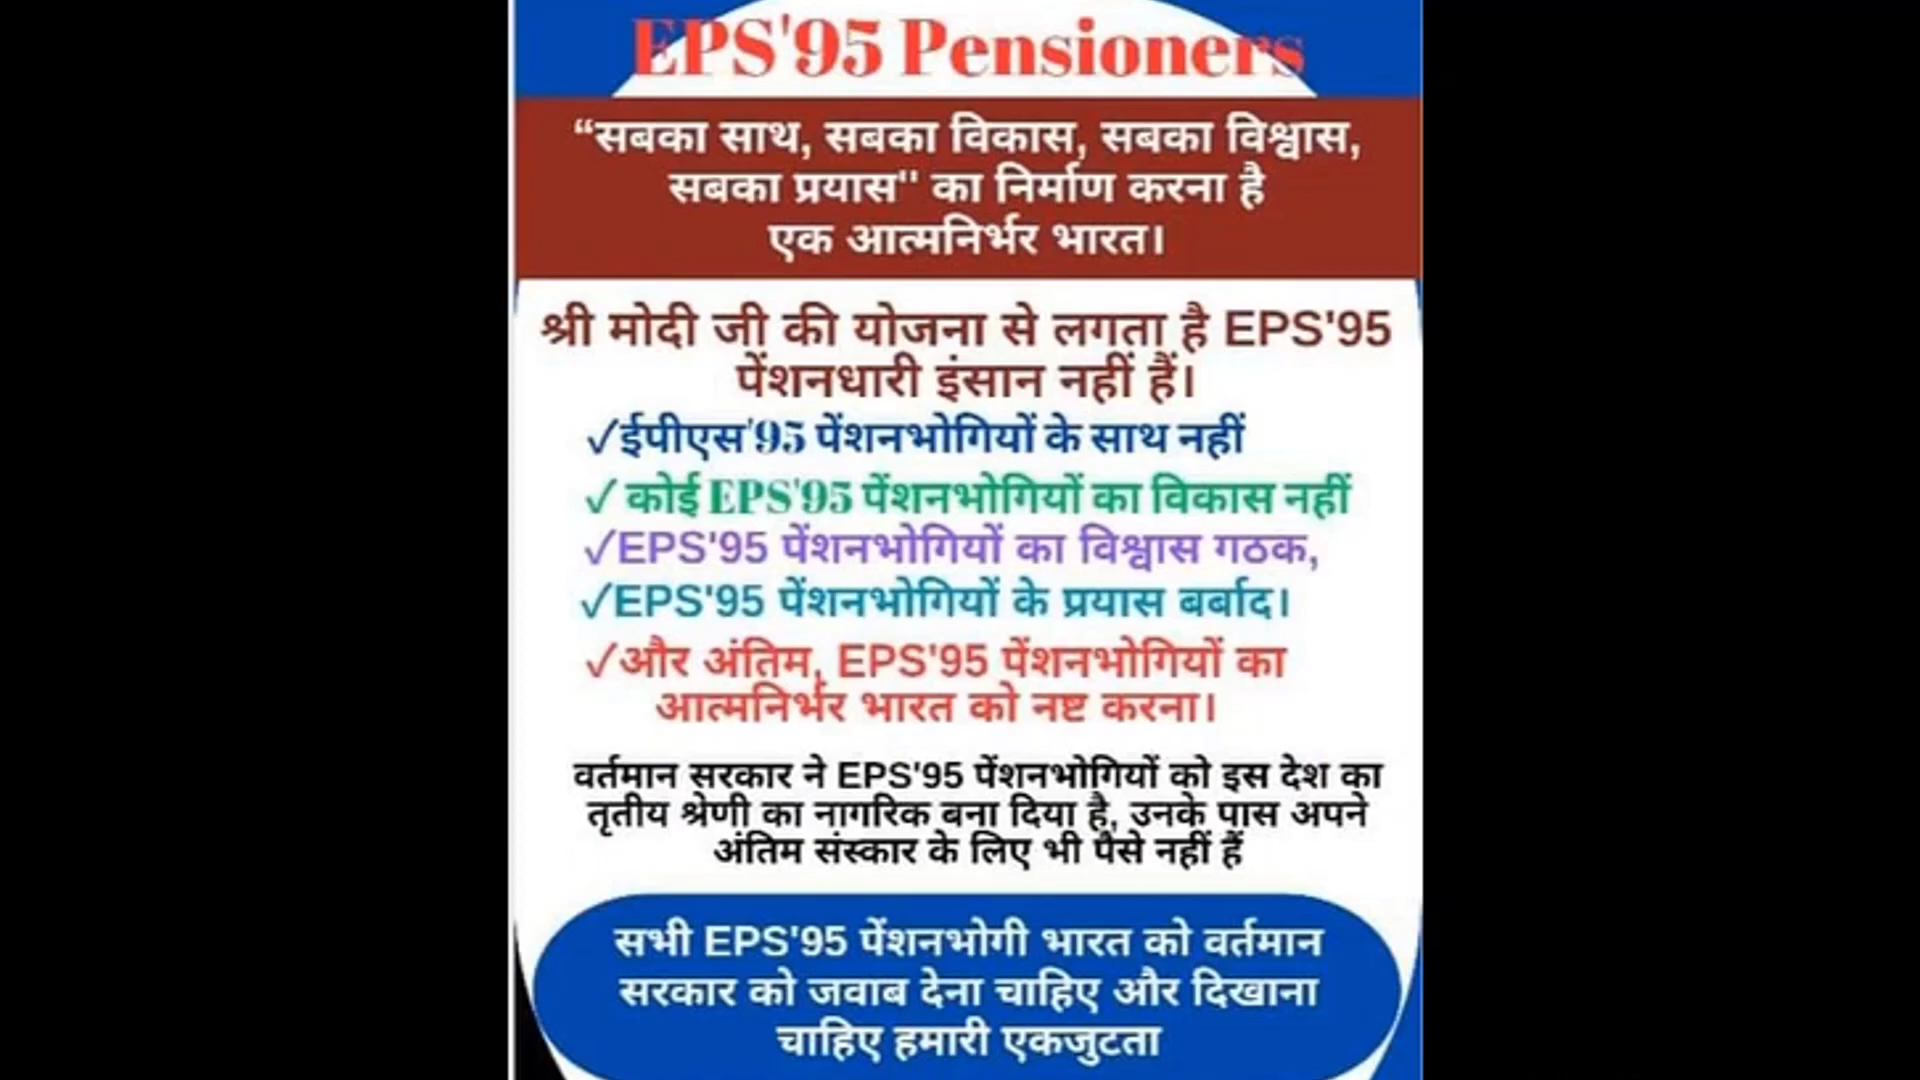 EPS'95 Pensioners
“सबका साथ, सबका विकास, सबका विश्वास,
सबका प्रयास'' का निर्माण करना है
एक आत्मनिर्भर भारत।
श्री मोदी जी की योजना से लगता है EPS'95
पेंशनधारी इंसान नहीं हैं।
✓ईपीएस'95 पेंशनभोगियों के साथ नहीं
✓ कोई EPS'95 पेंशनभोगियों का विकास नहीं
✓EPS'95 पेंशनभोगियों का विश्वास गठक,
✓EPS'95 पेंशनभोगियों के प्रयास बर्बाद।
✓और अंतिम, EPS'95 पेंशनभोगियों का
आत्मनिर्भर भारत को नष्ट करना।
वर्तमान सरकार ने EPS'95 पेंशनभोगियों को इस देश का
तृतीय श्रेणी का नागरिक बना दिया है, उनके पास अपने
अंतिम संस्कार के लिए भी पैसे नहीं हैं
सभी EPS'95 पेंशनभोगी भारत को वर्तमान
सरकार को जवाब देना चाहिए और दिखाना
चाहिए हमारी एकजुटता